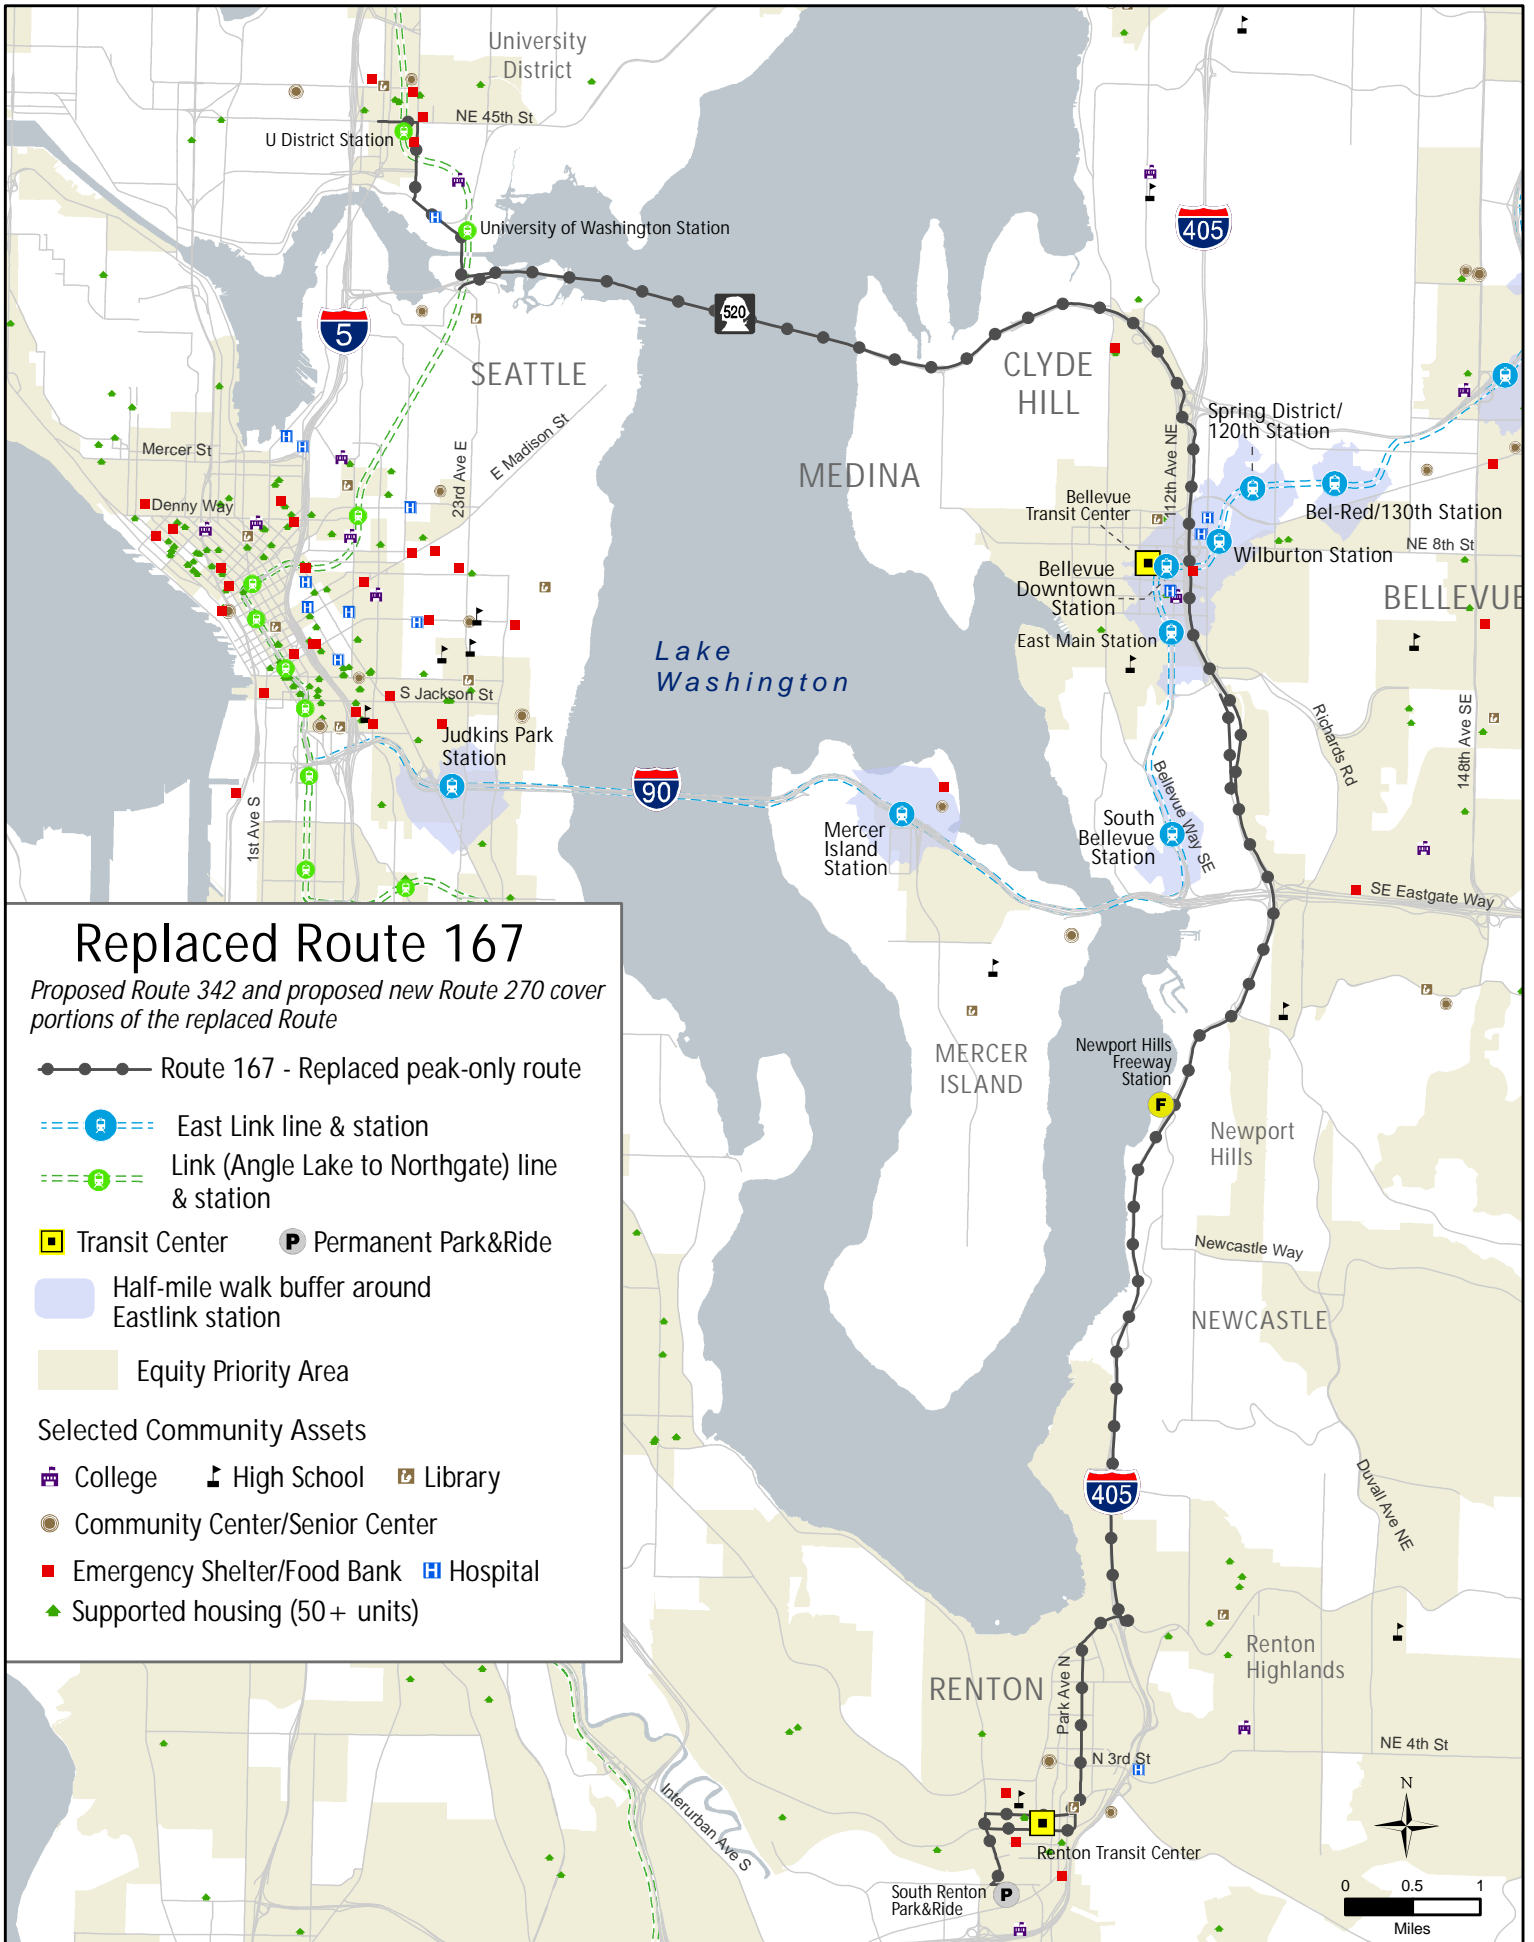 University
District
NE 45th St
U District Station
University of Washington Station
405
520
5
SEATTLE
CLYDE
HILL
Mercer St
E Madison St
23rd Ave E
112th Ave NE
Spring District/
120th Station
MEDINA
Denny Way
Bellevue
Transit Center
Bel-Red/130th Station
NE 8th St
Wilburton Station
Bellevue
Downtown
Station
BELLEVUE
East Main Station
Lake
Washington
S Jackson St
Judkins Park
Station
Richards Rd
148th Ave SE
90
1st Ave S
Bellevue Way SE
Mercer
Island
Station
South
Bellevue
Station
SE Eastgate Way
Replaced Route 167
Proposed Route 342 and proposed new Route 270 cover
portions of the replaced Route
Route 167 - Replaced peak-only route
East Link line & station
Link (Angle Lake to Northgate) line
& station
Transit Center
P Permanent Park&Ride
Half-mile walk buffer around
Eastlink station
Equity Priority Area
Selected Community Assets
College
High School
Library
Community Center/Senior Center
Emergency Shelter/Food Bank
H Hospital
Supported housing (50+ units)
MERCER
ISLAND
Newport Hills
Freeway
Station
F
Newport
Hills
Newcastle Way
NEWCASTLE
Duvall Ave NE
405
Renton
Highlands
RENTON
Park Ave N
N 3rd St
NE 4th St
Interurban Ave S
Renton Transit Center
South Renton
Park&Ride
P
N
0 0.5 1
Miles